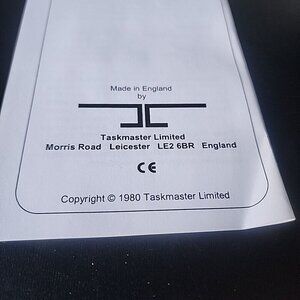 Made in England
by
Taskmaster Limited
Morris Road Leicester LE2 6BR England
CE
Copyright © 1980 Taskmaster Limited